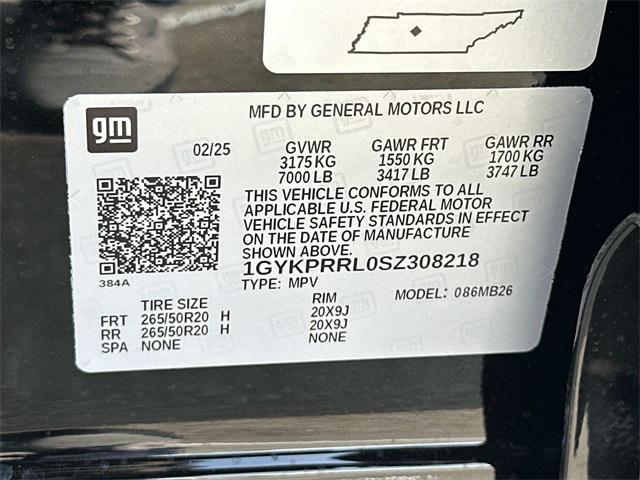 MFD BY GENERAL MOTORS LLC
gm
02/25 GVWR GAWR FRT GAWR RR
3175 KG 1550 KG 1700 KG
7000 LB 3417 LB 3747 LB
THIS VEHICLE CONFORMS TO ALL
APPLICABLE U.S. FEDERAL MOTOR
VEHICLE SAFETY STANDARDS IN EFFECT
ON THE DATE OF MANUFACTURE
SHOWN ABOVE.
384A
1GYKPRRL0SZ308218
TYPE: MPV MODEL: 086MB26
TIRE SIZE RIM
FRT 265/50R20 H 20X9J
RR 265/50R20 H 20X9J
SPA NONE NONE